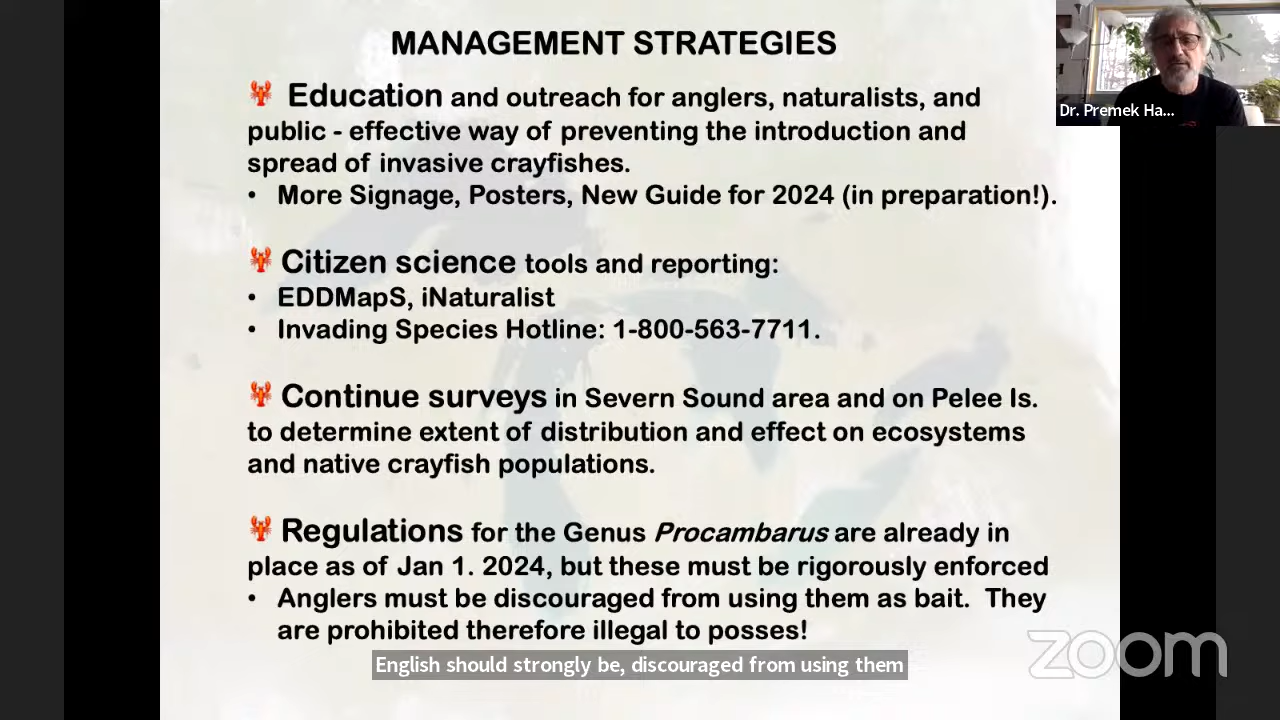 MANAGEMENT STRATEGIES
Education and outreach for anglers, naturalists, and
public - effective way of preventing the introduction and
spread of invasive crayfishes.
• More Signage, Posters, New Guide for 2024 (in preparation!).
Citizen science tools and reporting:
• EDDMapS, iNaturalist
• Invading Species Hotline: 1-800-563-7711.
Continue surveys in Severn Sound area and on Pelee Is.
to determine extent of distribution and effect on ecosystems
and native crayfish populations.
Regulations for the Genus Procambarus are already in
place as of Jan 1. 2024, but these must be rigorously enforced
• Anglers must be discouraged from using them as bait. They
are prohibited therefore illegal to posses!
English should strongly be, discouraged from using them
Dr. Premek Ha...
zoom